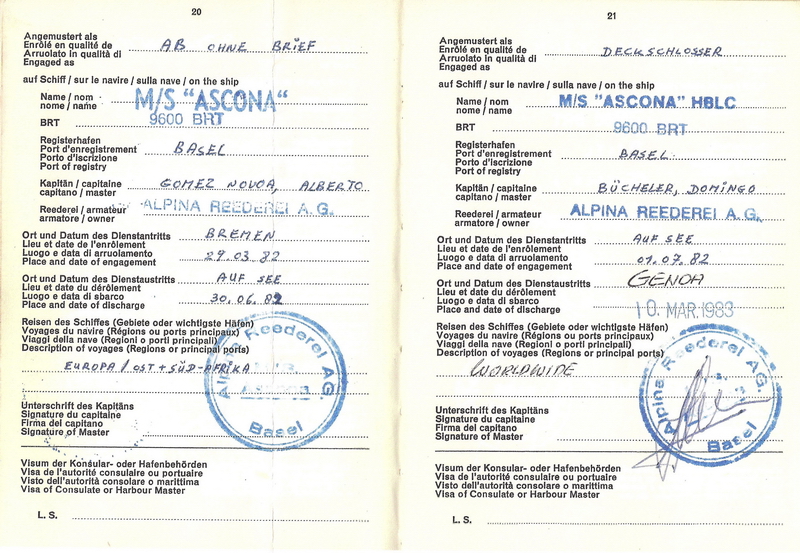 20
Angemustert als
Enrôlé en qualité de
Arruolato in qualità di
Engaged as
AB OHNE BRIEF
auf Schiff / sur le navire / sulla nave / on the ship
Name / nom
nome / name
M/S "ASCONA"
BRT
9600 BRT
Registerhafen
Port d'enregistrement
Porto d'iscrizione
Port of registry
BASEL
Kapitän / capitaine
capitano / master
GOMEZ NOVOA, ALBERTO
Reederei / armateur
armatore / owner
ALPINA REEDEREI A.G.
Ort und Datum des Dienstantritts
Lieu et date de l'enrôlement
Luogo e data di arruolamento
Place and date of engagement
BREMEN
29.03.82
Ort und Datum des Dienstaustritts
Lieu et date du dérôlement
Luogo e data di sbarco
Place and date of discharge
AUF SEE
30.06.82
Reisen des Schiffes (Gebiete oder wichtigste Häfen)
Voyages du navire (Régions ou ports principaux)
Viaggi della nave (Regioni o porti principali)
Description of voyages (Regions or principal ports)
EUROPA / OST + SÜD-AFRIKA
Alpina Reederei AG.
Basel
Unterschrift des Kapitäns
Signature du capitaine
Firma del capitano
Signature of Master
Visum der Konsular- oder Hafenbehörden
Visa de l'autorité consulaire ou portuaire
Visto dell'autorità consolare o marittima
Visa of Consulate or Harbour Master
L. S.
21
Angemustert als
Enrôlé en qualité de
Arruolato in qualità di
Engaged as
DECKSCHLOSSER
auf Schiff / sur le navire / sulla nave / on the ship
Name / nom
nome / name
M/S "ASCONA" HBLC
BRT
9600 BRT
Registerhafen
Port d'enregistrement
Porto d'iscrizione
Port of registry
BASEL
Kapitän / capitaine
capitano / master
BÜCHELER, DOMINGO
Reederei / armateur
armatore / owner
ALPINA REEDEREI A.G.
Ort und Datum des Dienstantritts
Lieu et date de l'enrôlement
Luogo e data di arruolamento
Place and date of engagement
AUF SEE
01.07.82
Ort und Datum des Dienstaustritts
Lieu et date du dérôlement
Luogo e data di sbarco
Place and date of discharge
GENOA
10. MAR. 1983
Reisen des Schiffes (Gebiete oder wichtigste Häfen)
Voyages du navire (Régions ou ports principaux)
Viaggi della nave (Regioni o porti principali)
Description of voyages (Regions or principal ports)
WORLDWIDE
Alpina Reederei AG.
Basel
Unterschrift des Kapitäns
Signature du capitaine
Firma del capitano
Signature of Master
Visum der Konsular- oder Hafenbehörden
Visa de l'autorité consulaire ou portuaire
Visto dell'autorità consolare o marittima
Visa of Consulate or Harbour Master
L. S.